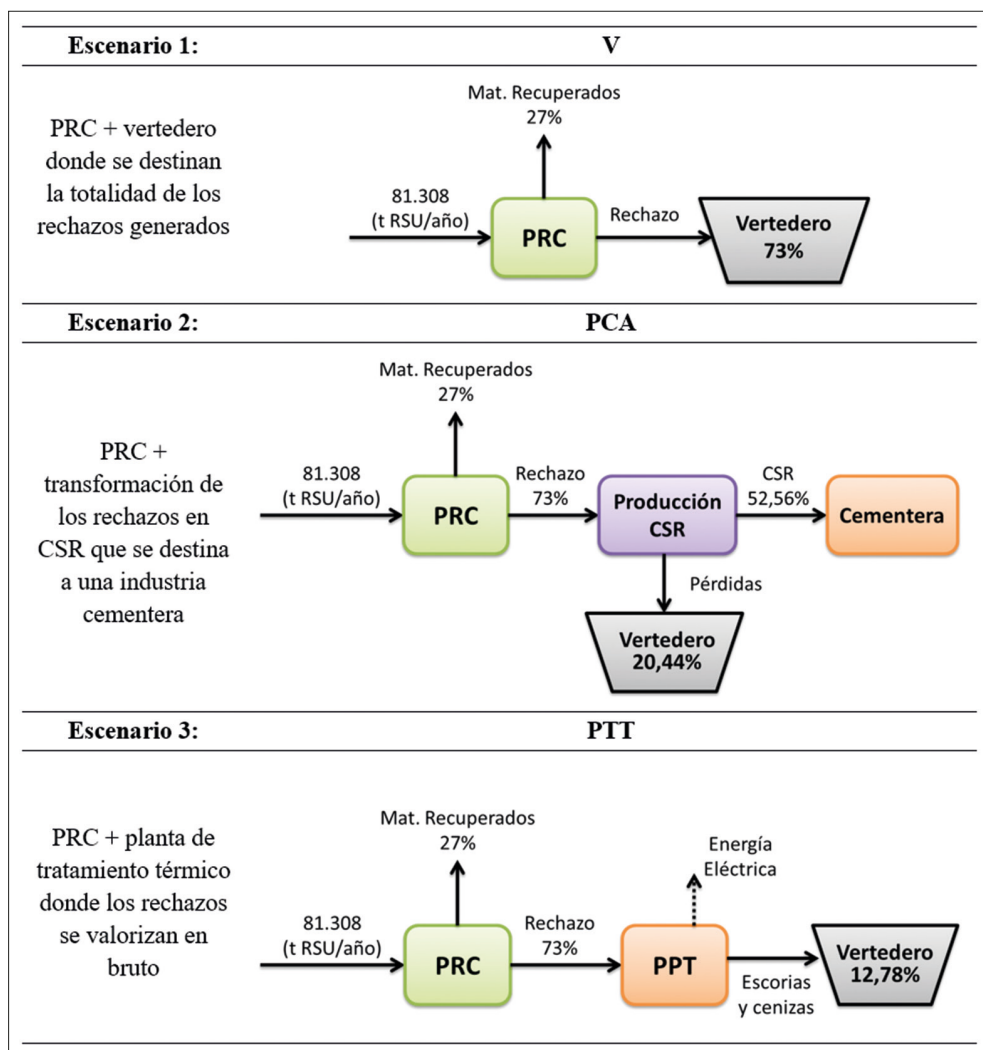 Escenario 1: V
PRC + vertedero
donde se destinan
la totalidad de los
rechazos generados
Mat. Recuperados
27%
81.308
(t RSU/año)
PRC
Rechazo
Vertedero
73%
Escenario 2: PCA
PRC +
transformación de
los rechazos en
CSR que se destina
a una industria
cementera
Mat. Recuperados
27%
81.308
(t RSU/año)
PRC
Rechazo
73%
Producción
CSR
CSR
52,56%
Cementera
Pérdidas
Vertedero
20,44%
Escenario 3: PTT
PRC + planta de
tratamiento térmico
donde los rechazos
se valorizan en
bruto
Mat. Recuperados
27%
81.308
(t RSU/año)
PRC
Rechazo
73%
PPT
Energía
Eléctrica
Escorias
y cenizas
Vertedero
12,78%